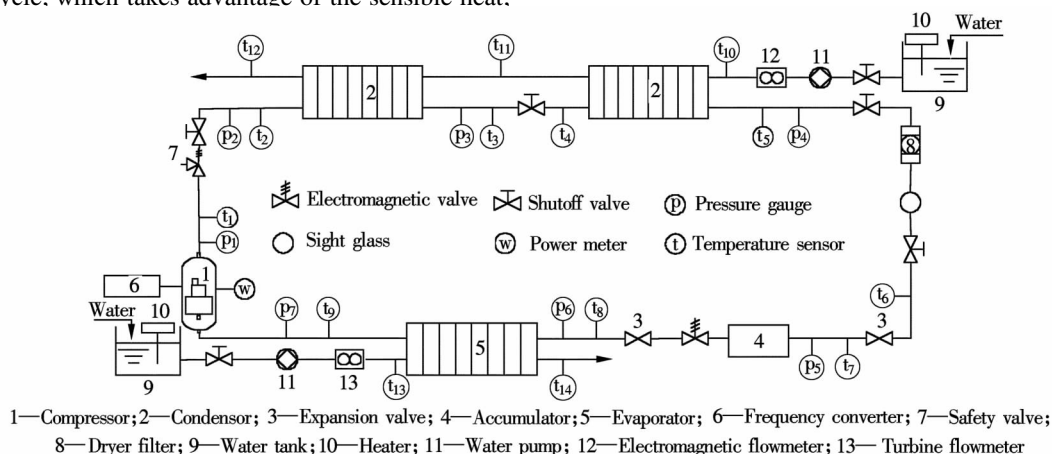 ycle, which takes advantage of the sensible heat,
10 Water
t12 t11 t10 12 11
2 2
9
p2 t2 p3 t3 t4 t5 p4
7 8
t1
p1
Electromagnetic valve Shutoff valve p Pressure gauge
Sight glass w Power meter t Temperature sensor
6 1 w
t6
Water 10 p7 t9 p6 t8 3 3
5 4
p5 t7
9 11 13 t13 t14
1—Compressor;2—Condensor; 3—Expansion valve; 4—Accumulator;5—Evaporator; 6—Frequency converter; 7—Safety valve;
8—Dryer filter; 9—Water tank;10—Heater; 11—Water pump; 12—Electromagnetic flowmeter; 13— Turbine flowmeter